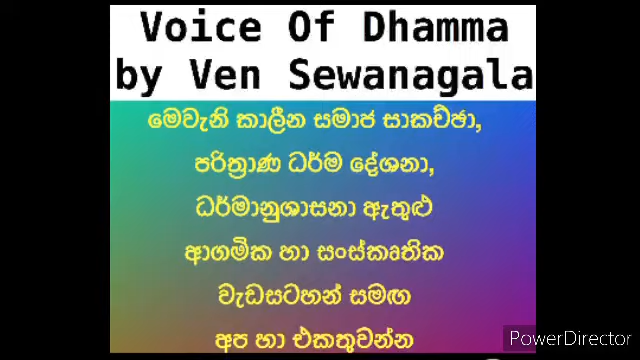 Voice Of Dhamma
by Ven Sewanagala
මෙවැනි කාලීන සමාජ සාකච්ඡා,
පරිත්‍රාණ ධර්ම දේශනා,
ධර්මානුශාසනා ඇතුළු
ආගමික හා සංස්කෘතික
වැඩසටහන් සමඟ
අප හා එකතුවන්න
PowerDirector